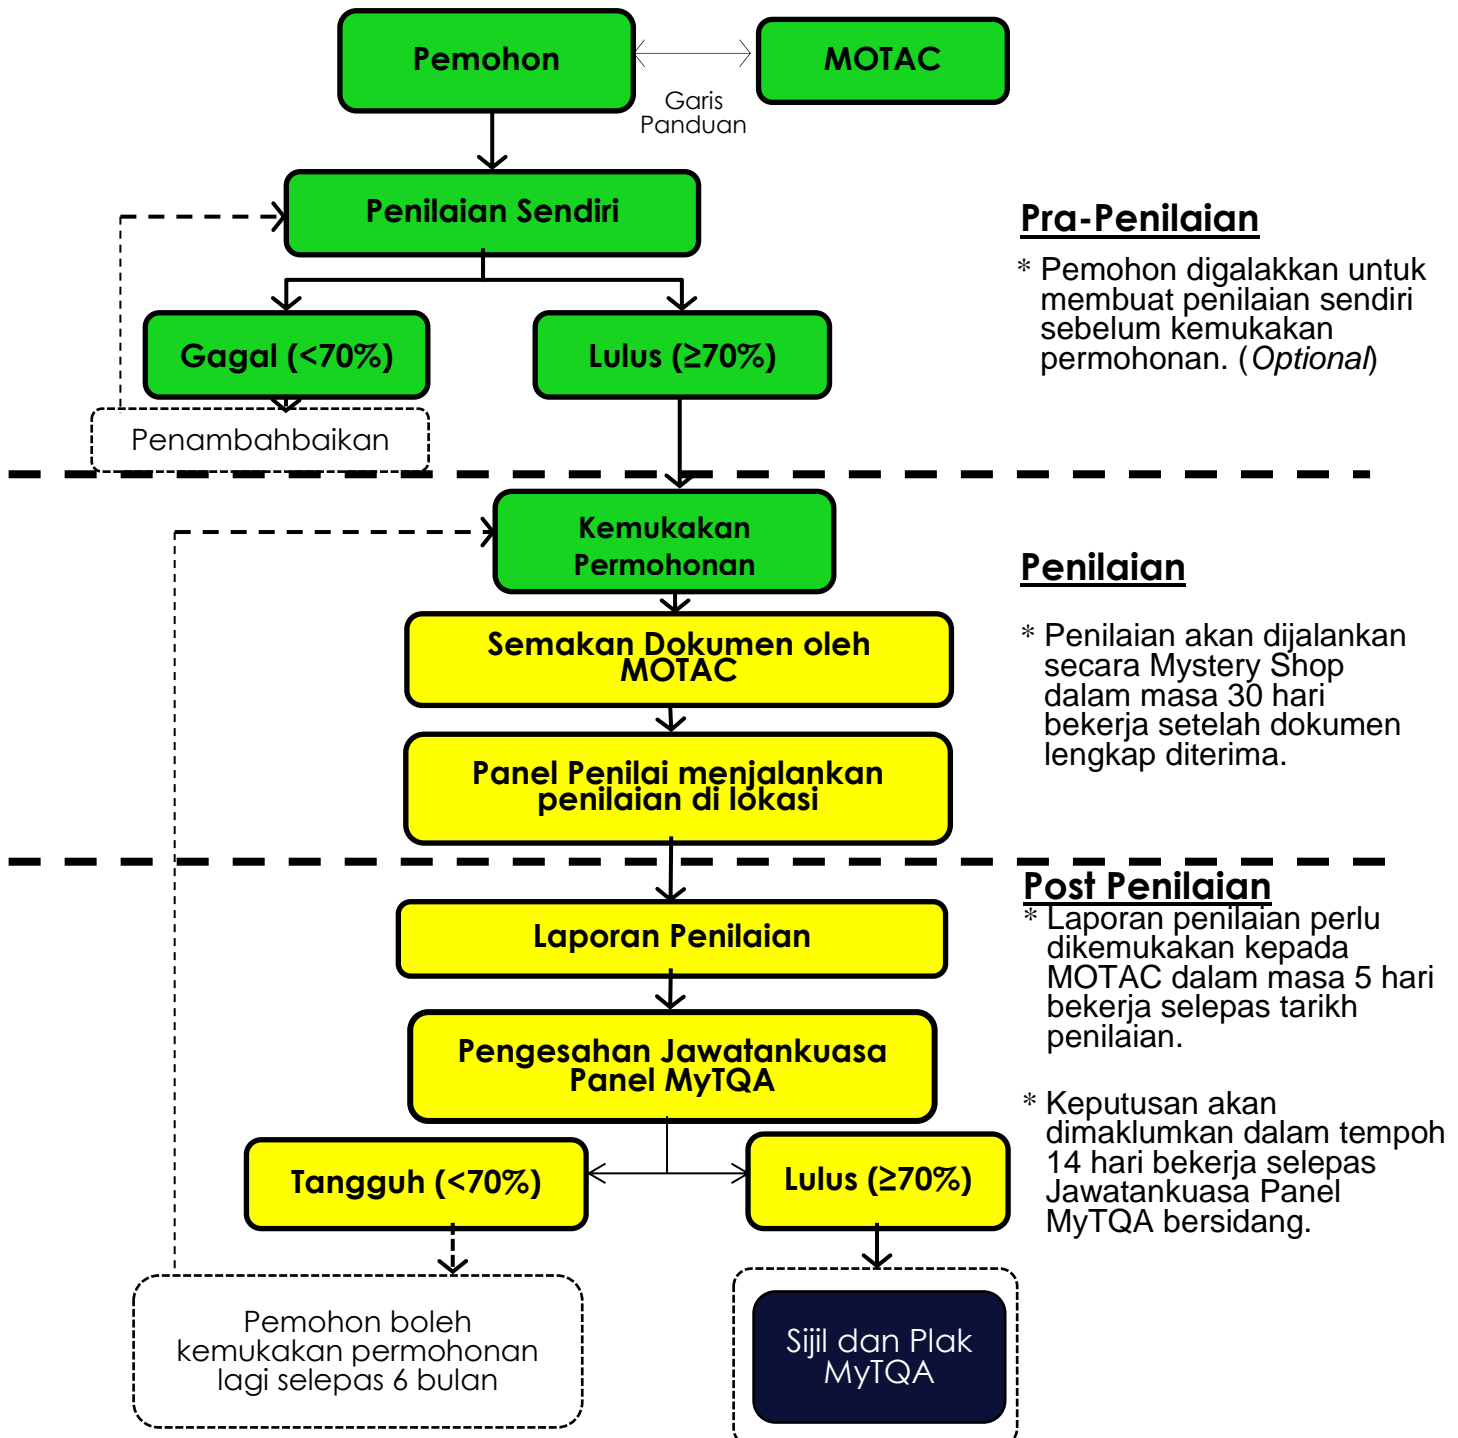 Pemohon
MOTAC
Garis
Panduan
Penilaian Sendiri
Pra-Penilaian
* Pemohon digalakkan untuk
membuat penilaian sendiri
sebelum kemukakan
permohonan. (Optional)
Gagal (<70%)
Lulus (≥70%)
Penambahbaikan
Kemukakan
Permohonan
Penilaian
* Penilaian akan dijalankan
secara Mystery Shop
dalam masa 30 hari
bekerja setelah dokumen
lengkap diterima.
Semakan Dokumen oleh
MOTAC
Panel Penilai menjalankan
penilaian di lokasi
Post Penilaian
* Laporan penilaian perlu
dikemukakan kepada
MOTAC dalam masa 5 hari
bekerja selepas tarikh
penilaian.
Laporan Penilaian
Pengesahan Jawatankuasa
Panel MyTQA
* Keputusan akan
dimaklumkan dalam tempoh
14 hari bekerja selepas
Jawatankuasa Panel
MyTQA bersidang.
Tangguh (<70%)
Lulus (≥70%)
Pemohon boleh
kemukakan permohonan
lagi selepas 6 bulan
Sijil dan Plak
MyTQA